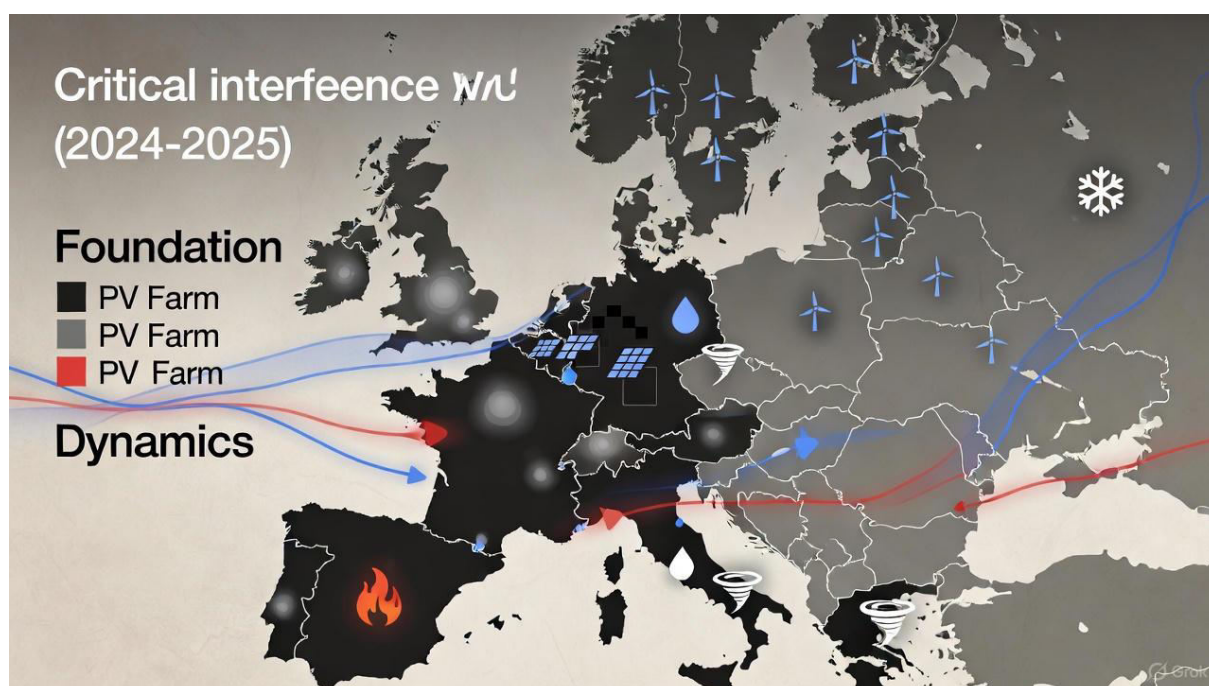 Critical interfeence
(2024-2025)
Foundation
PV Farm
PV Farm
PV Farm
Dynamics
Grok